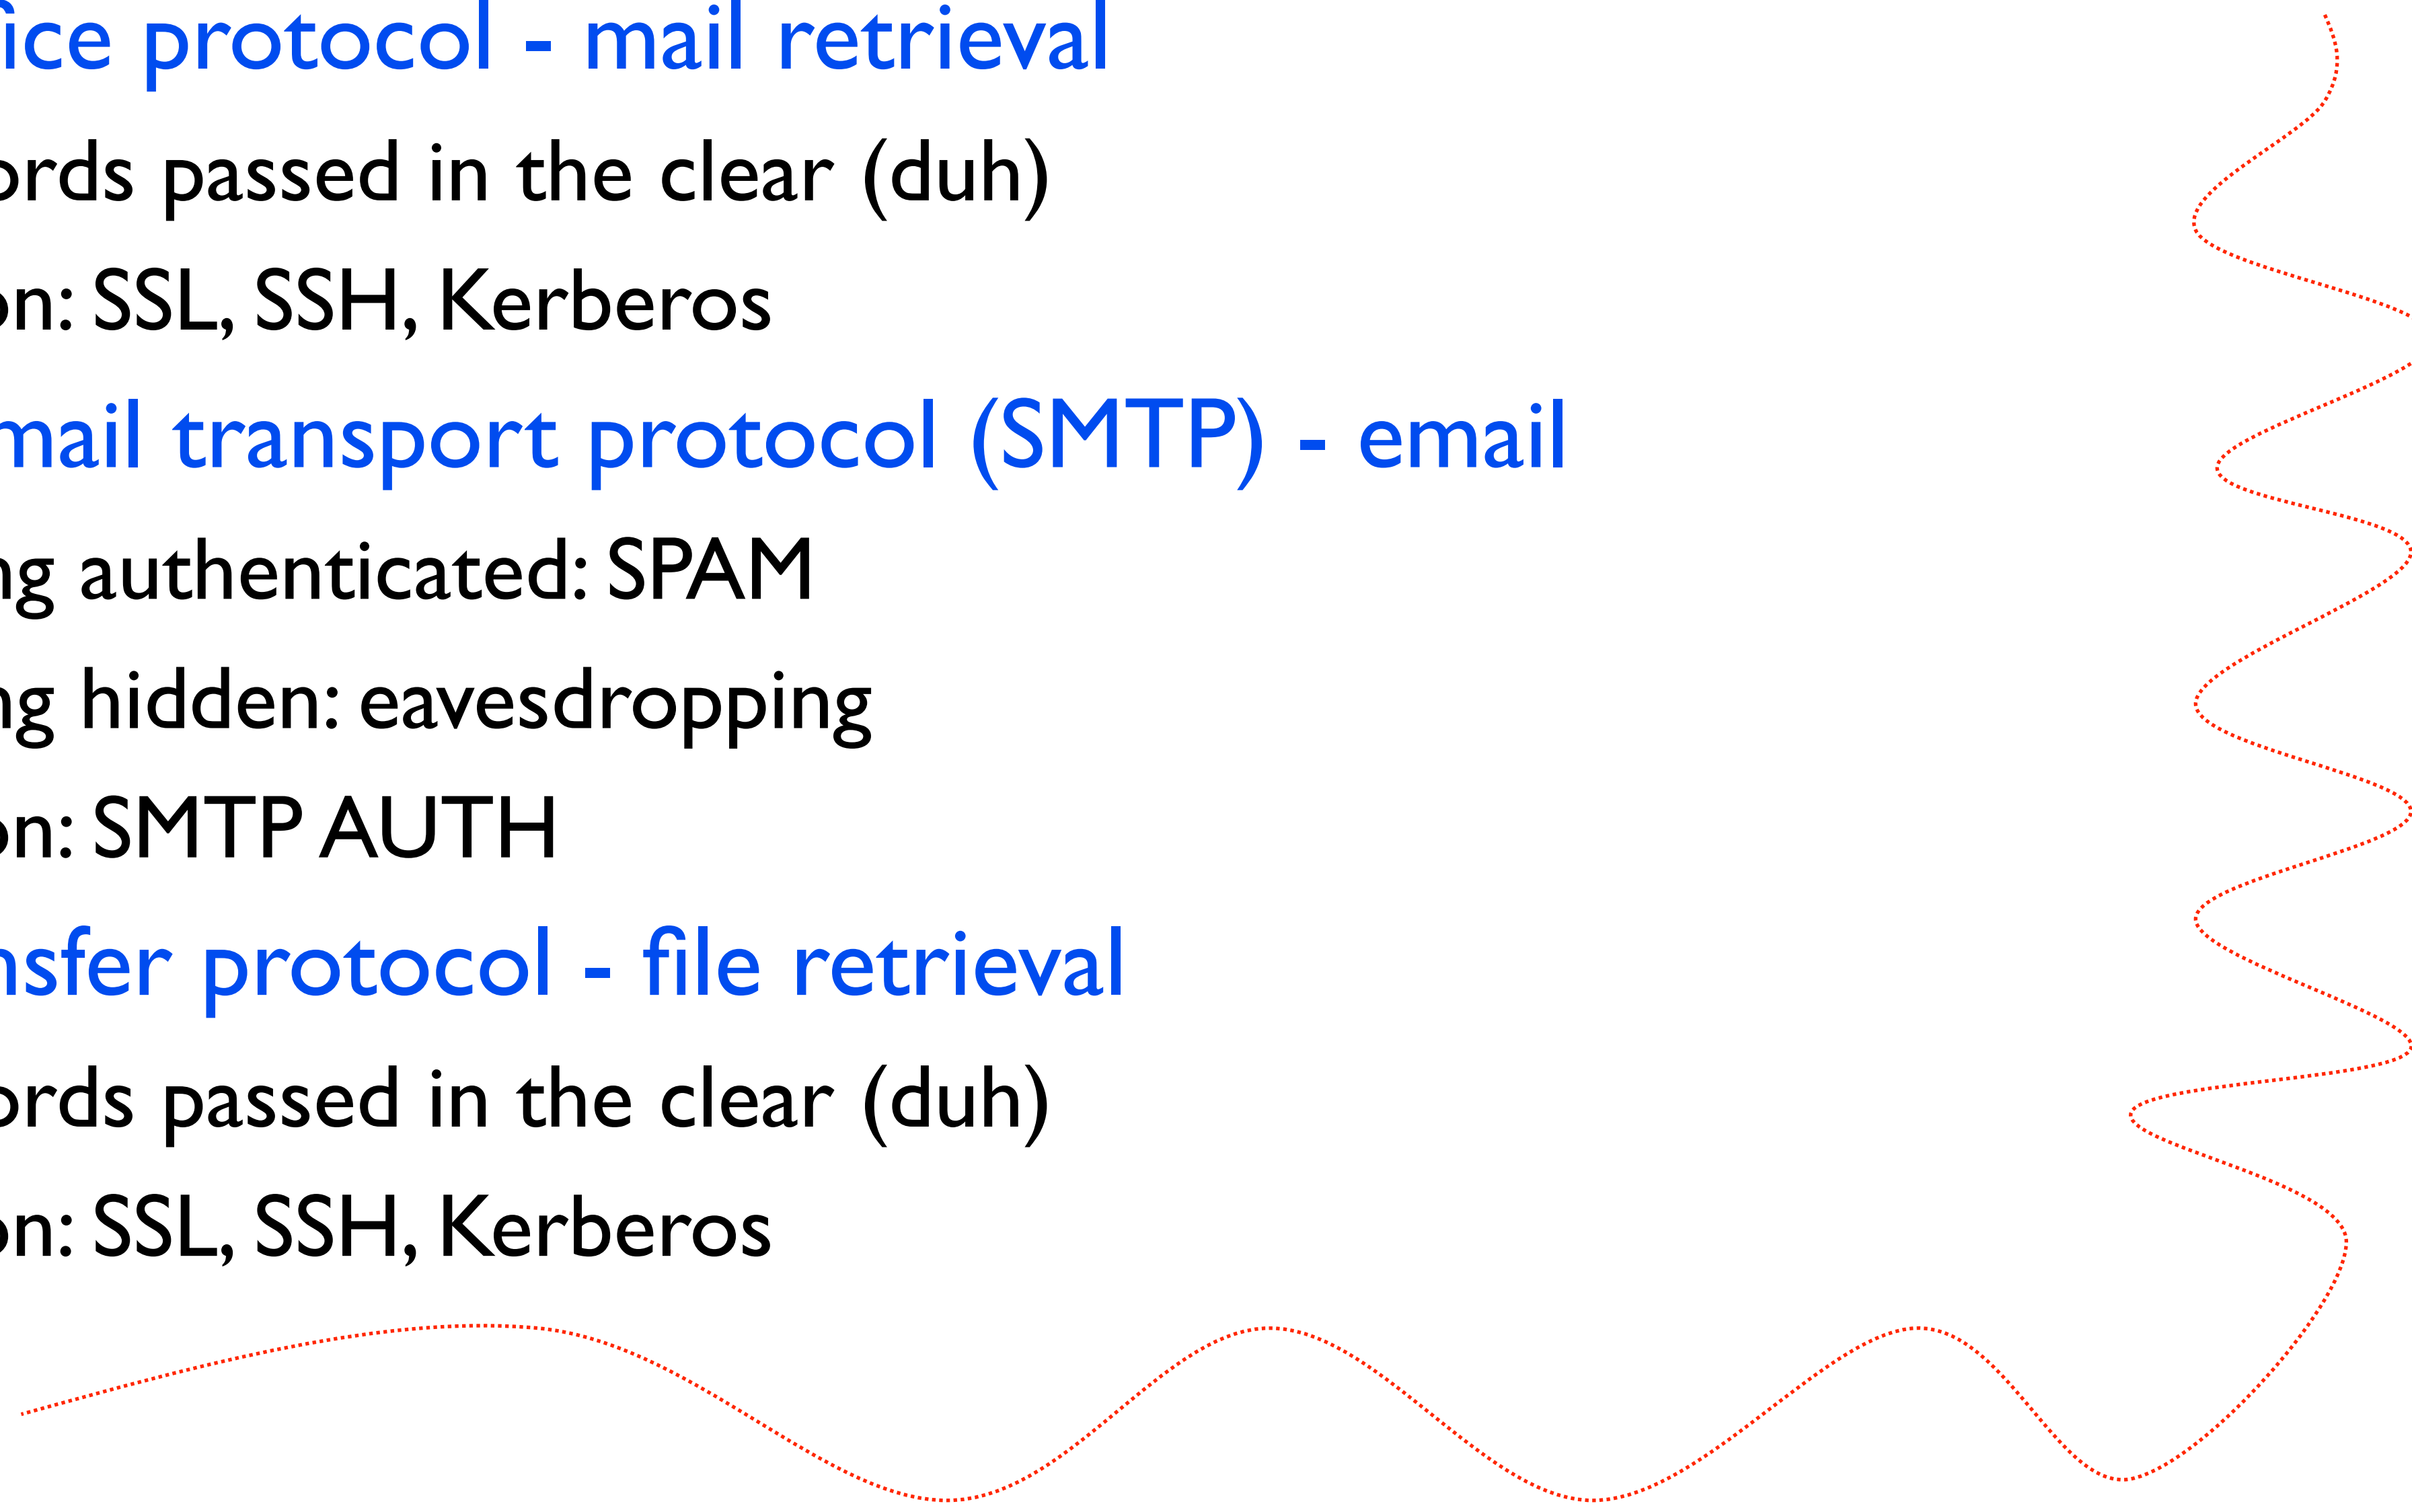 ice protocol - mail retrieval
ords passed in the clear (duh)
on: SSL, SSH, Kerberos
mail transport protocol (SMTP) - email
ng authenticated: SPAM
ng hidden: eavesdropping
on: SMTP AUTH
nsfer protocol - file retrieval
ords passed in the clear (duh)
on: SSL, SSH, Kerberos